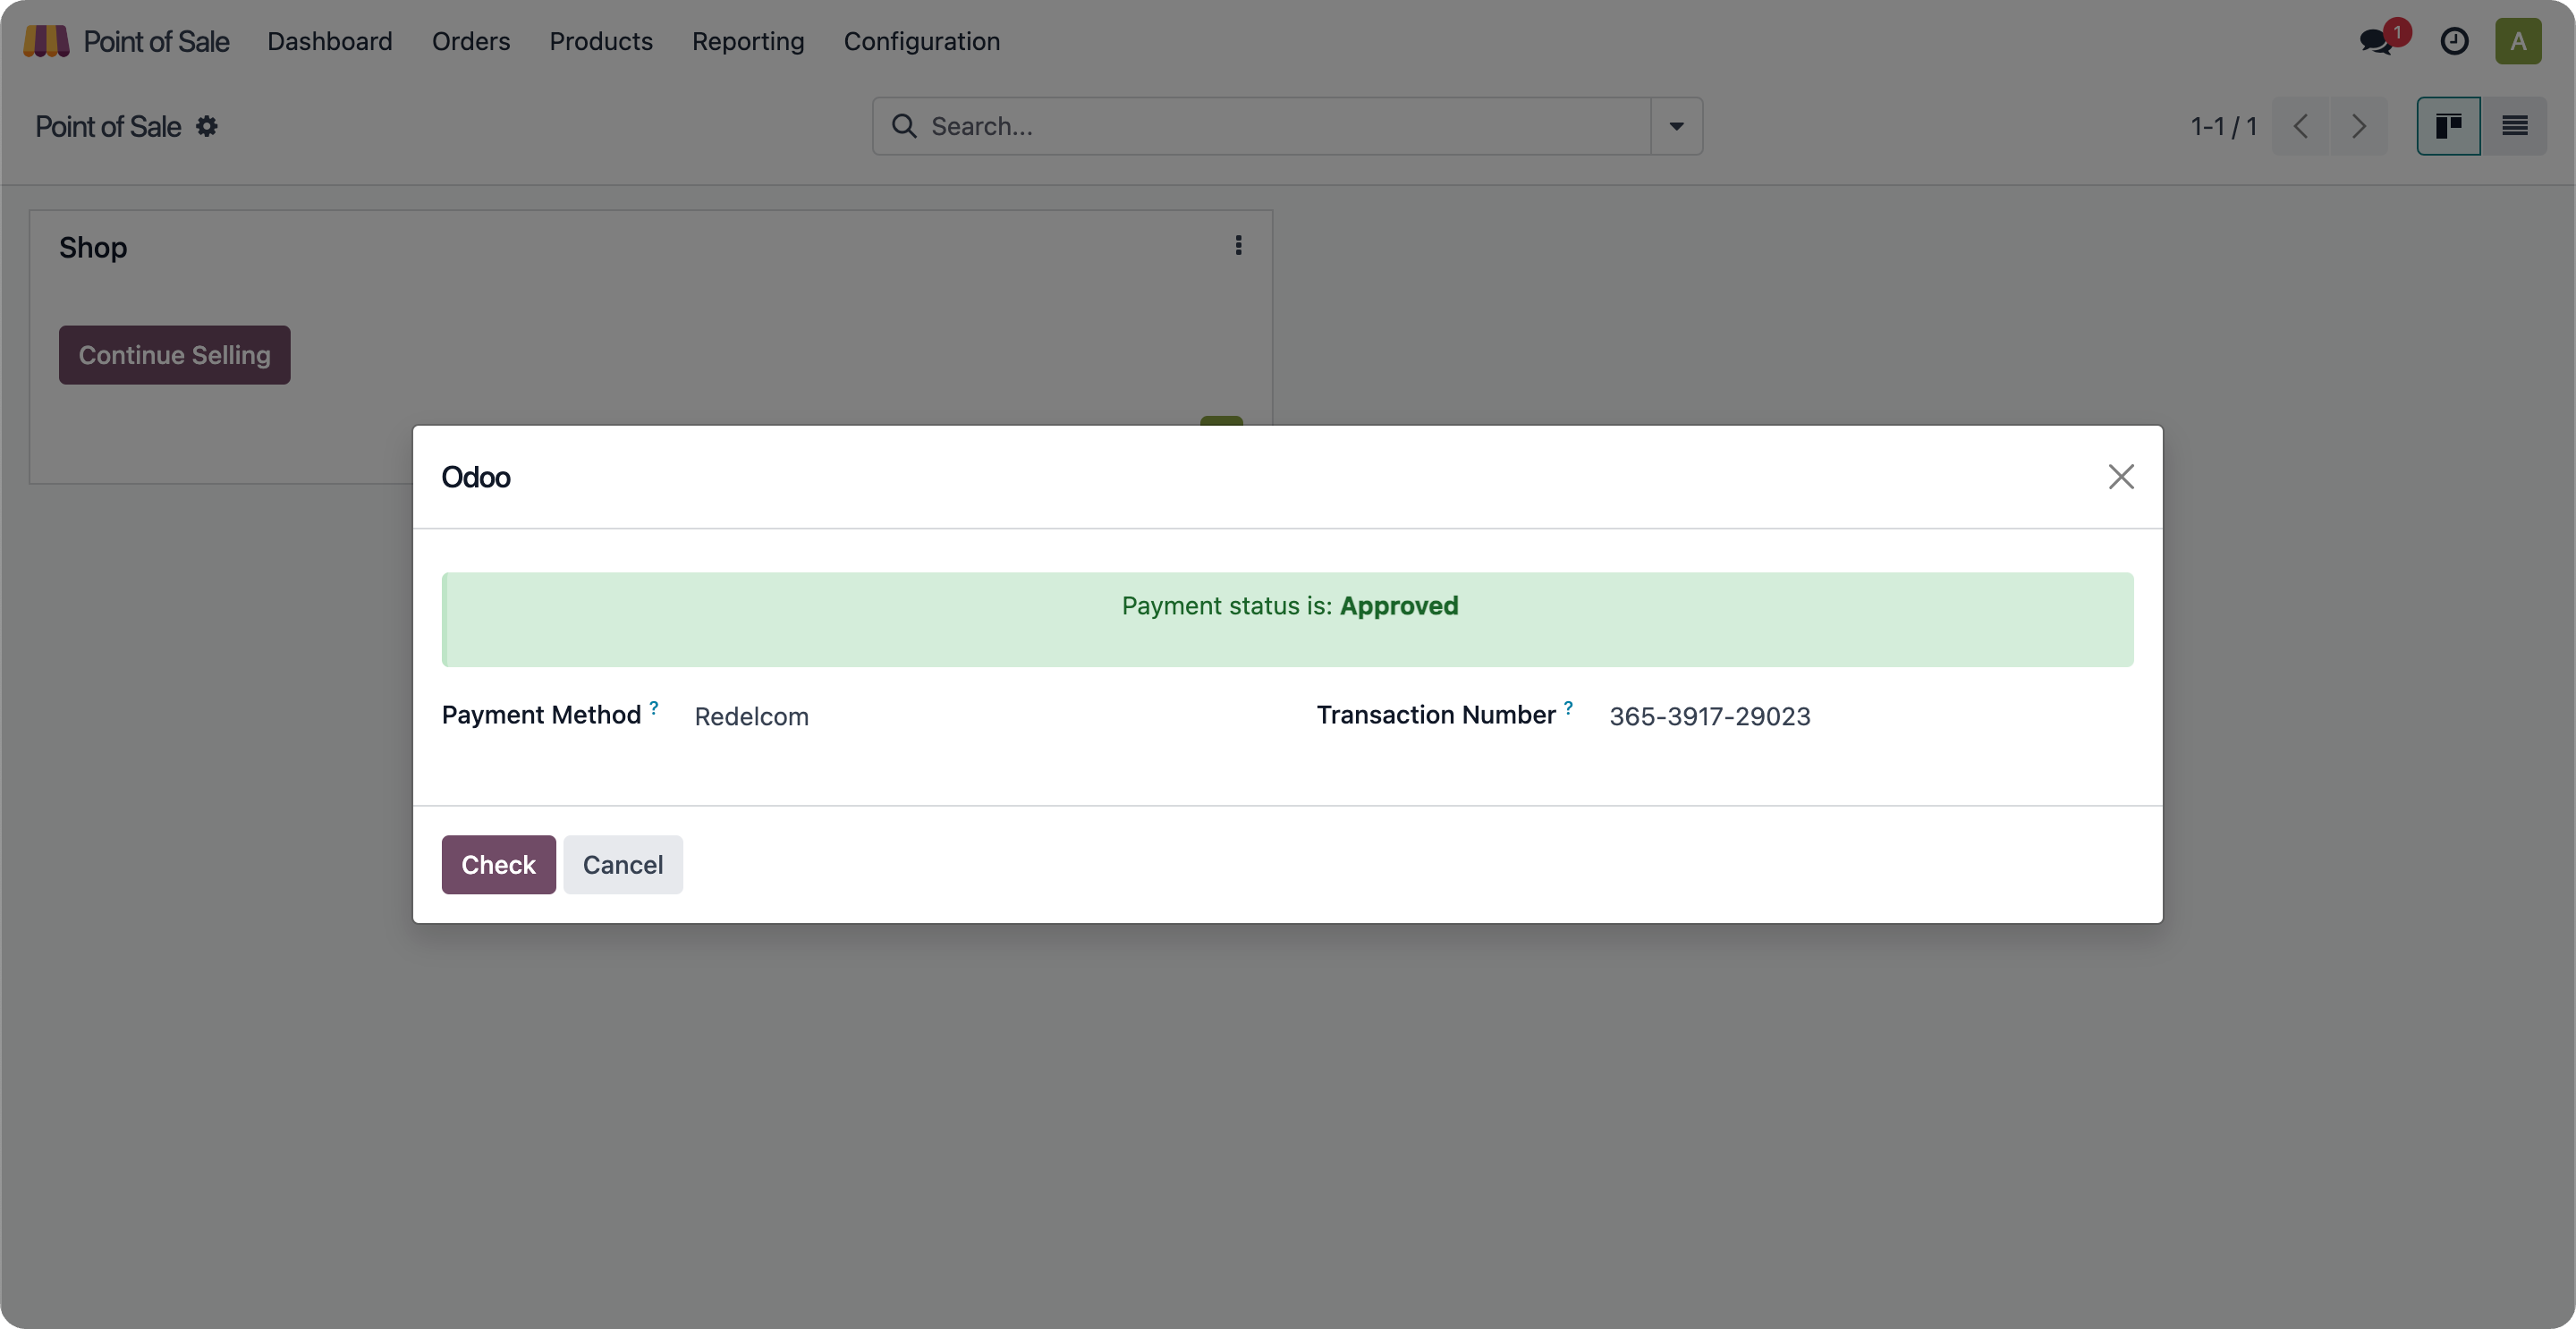 Point of Sale Dashboard Orders Products Reporting Configuration 1 A
Point of Sale Search... 1-1 / 1
Shop
Continue Selling
Odoo
Payment status is: Approved
Payment Method ? Redelcom Transaction Number ? 365-3917-29023
Check Cancel